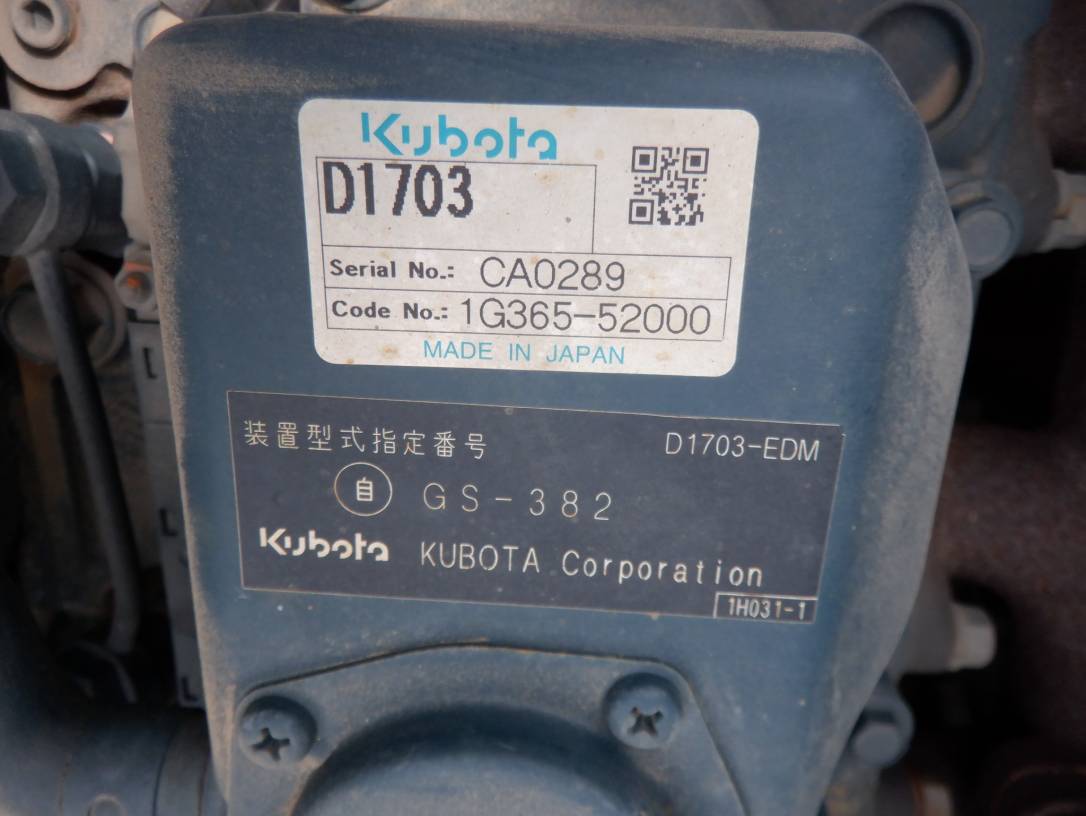 Kubota
D1703
Serial No.: CA0289
Code No.: 1G365-52000
MADE IN JAPAN
装置型式指定番号 D1703-EDM
自 GS-382
Kubota KUBOTA Corporation
1H031-1
L
L
L